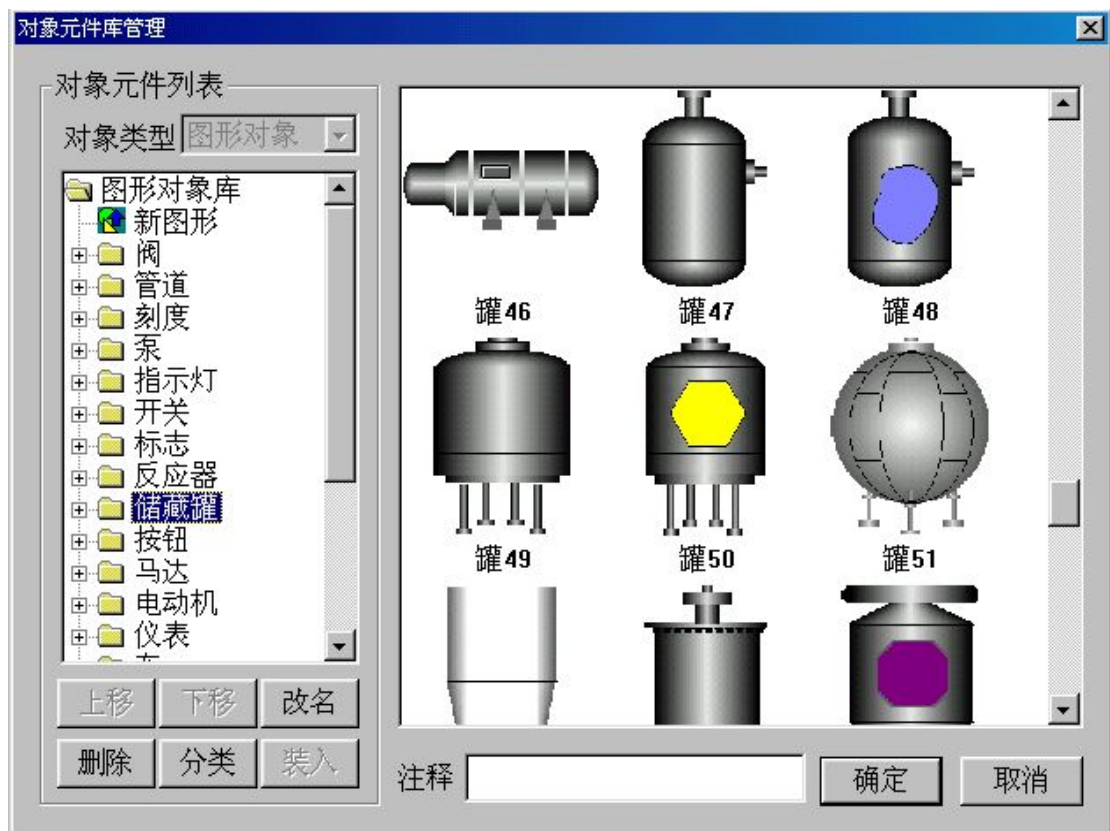 对象元件库管理
对象元件列表
对象类型 图形对象
图形对象库
新图形
阀
管道
刻度
泵
指示灯
开关
标志
反应器
储藏罐
按钮
马达
电动机
仪表
上移 下移 改名
删除 分类 装入
罐46 罐47 罐48
罐49 罐50 罐51
注释 确定 取消